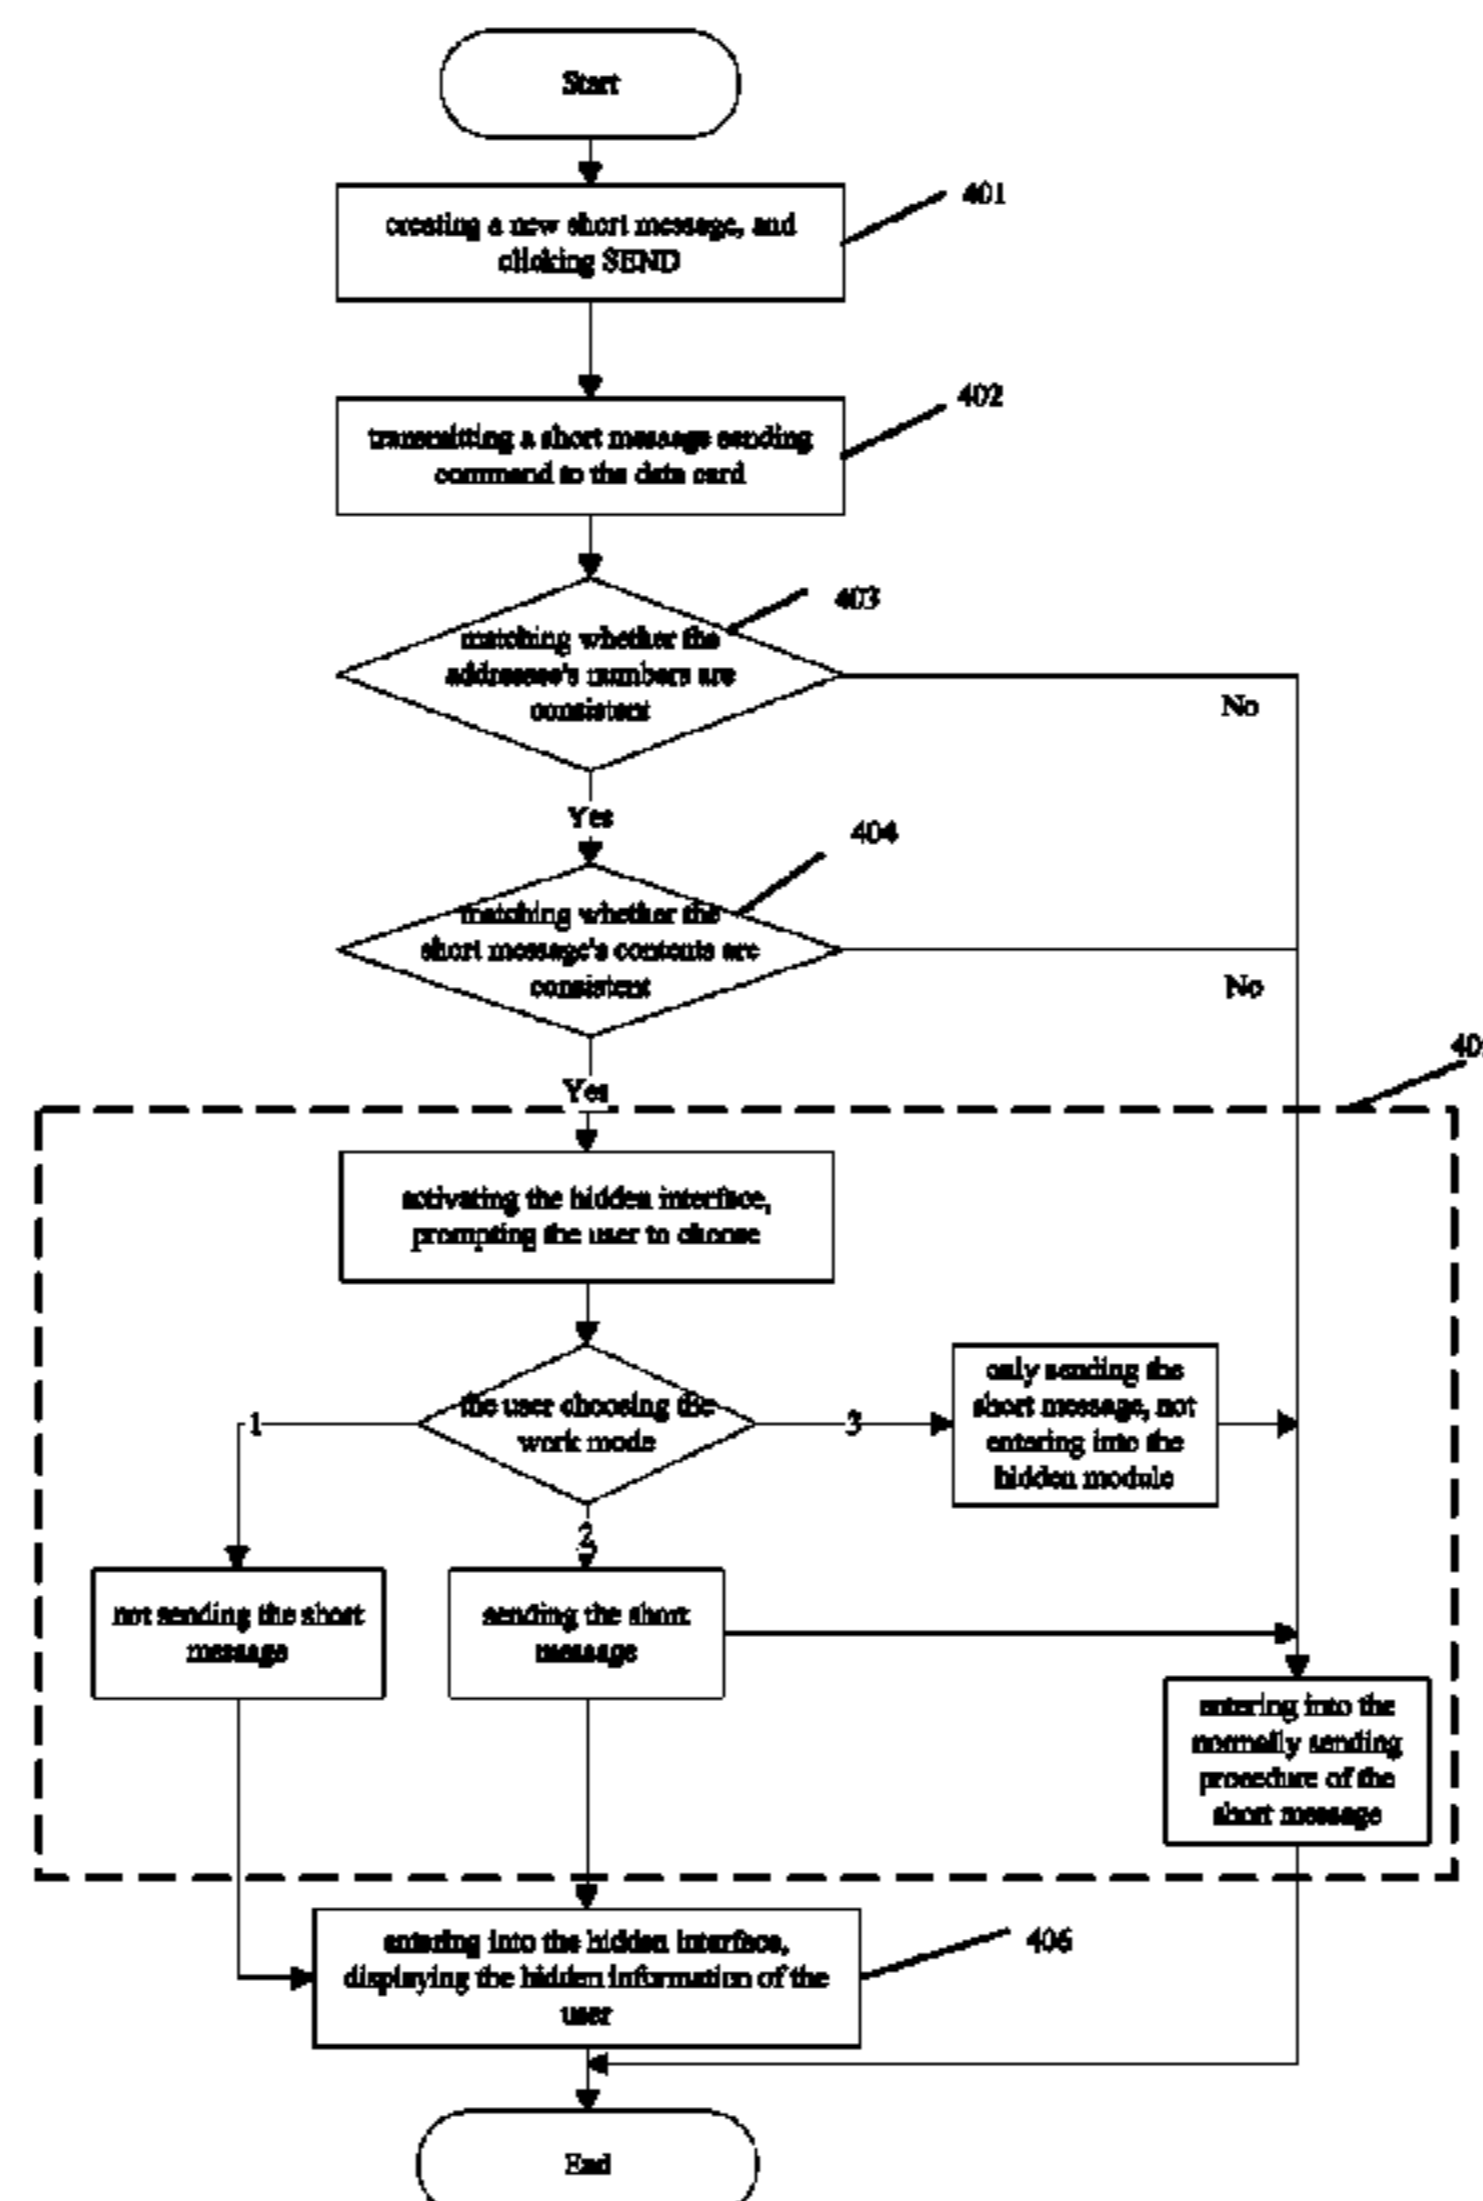 Start
401
creating a new short message, and
clicking SEND
402
transmitting a short message sending
command to the data card
403
matching whether the
addressee's numbers are
consistent
No
Yes
404
matching whether the
short message's contents are
consistent
No
40
Yes
activating the hidden interface,
prompting the user to choose
the user choosing the
work mode
1
2
3
only sending the
short message, not
entering into the
hidden module
not sending the short
message
sending the short
message
entering into the
normally sending
procedure of the
short message
entering into the hidden interface,
displaying the hidden information of the
user
406
End